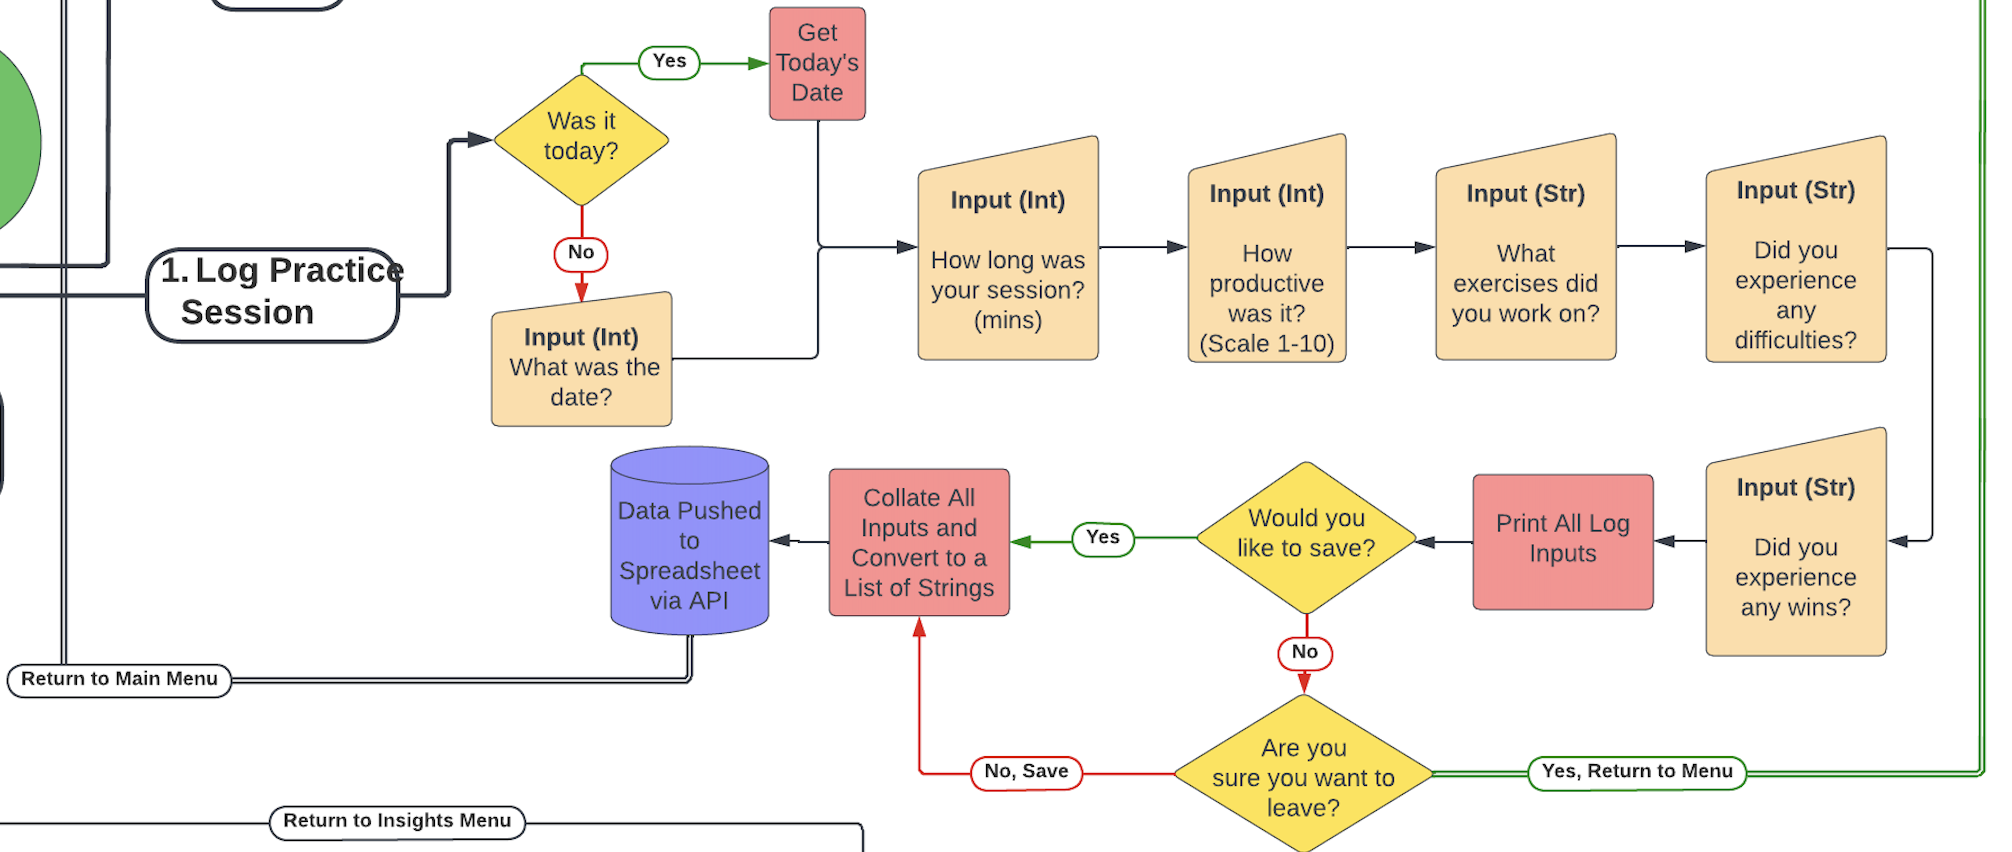 Get
Today's
Date
Yes
Was it
today?
No
1. Log Practice
Session
Input (Int)
What was the
date?
Input (Int)
How long was
your session?
(mins)
Input (Int)
How
productive
was it?
(Scale 1-10)
Input (Str)
What
exercises did
you work on?
Input (Str)
Did you
experience
any
difficulties?
Input (Str)
Did you
experience
any wins?
Print All Log
Inputs
Would you
like to save?
Yes
Collate All
Inputs and
Convert to a
List of Strings
Data Pushed
to
Spreadsheet
via API
Return to Main Menu
No
Are you
sure you want to
leave?
No, Save
Yes, Return to Menu
Return to Insights Menu